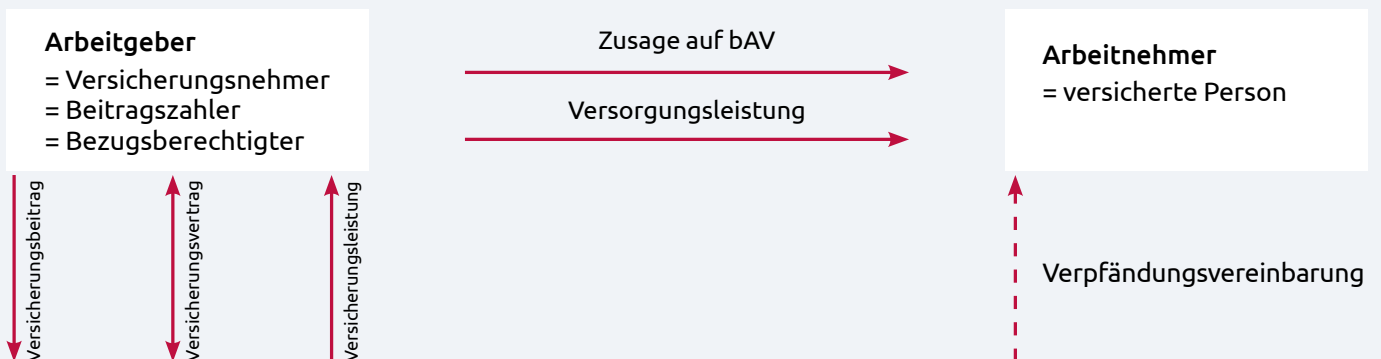 Arbeitgeber
= Versicherungsnehmer
= Beitragszahler
= Bezugsberechtigter
Zusage auf bAV
Versorgungsleistung
Arbeitnehmer
= versicherte Person
Versicherungsbeitrag
Versicherungsvertrag
Versicherungsleistung
Verpfändungsvereinbarung